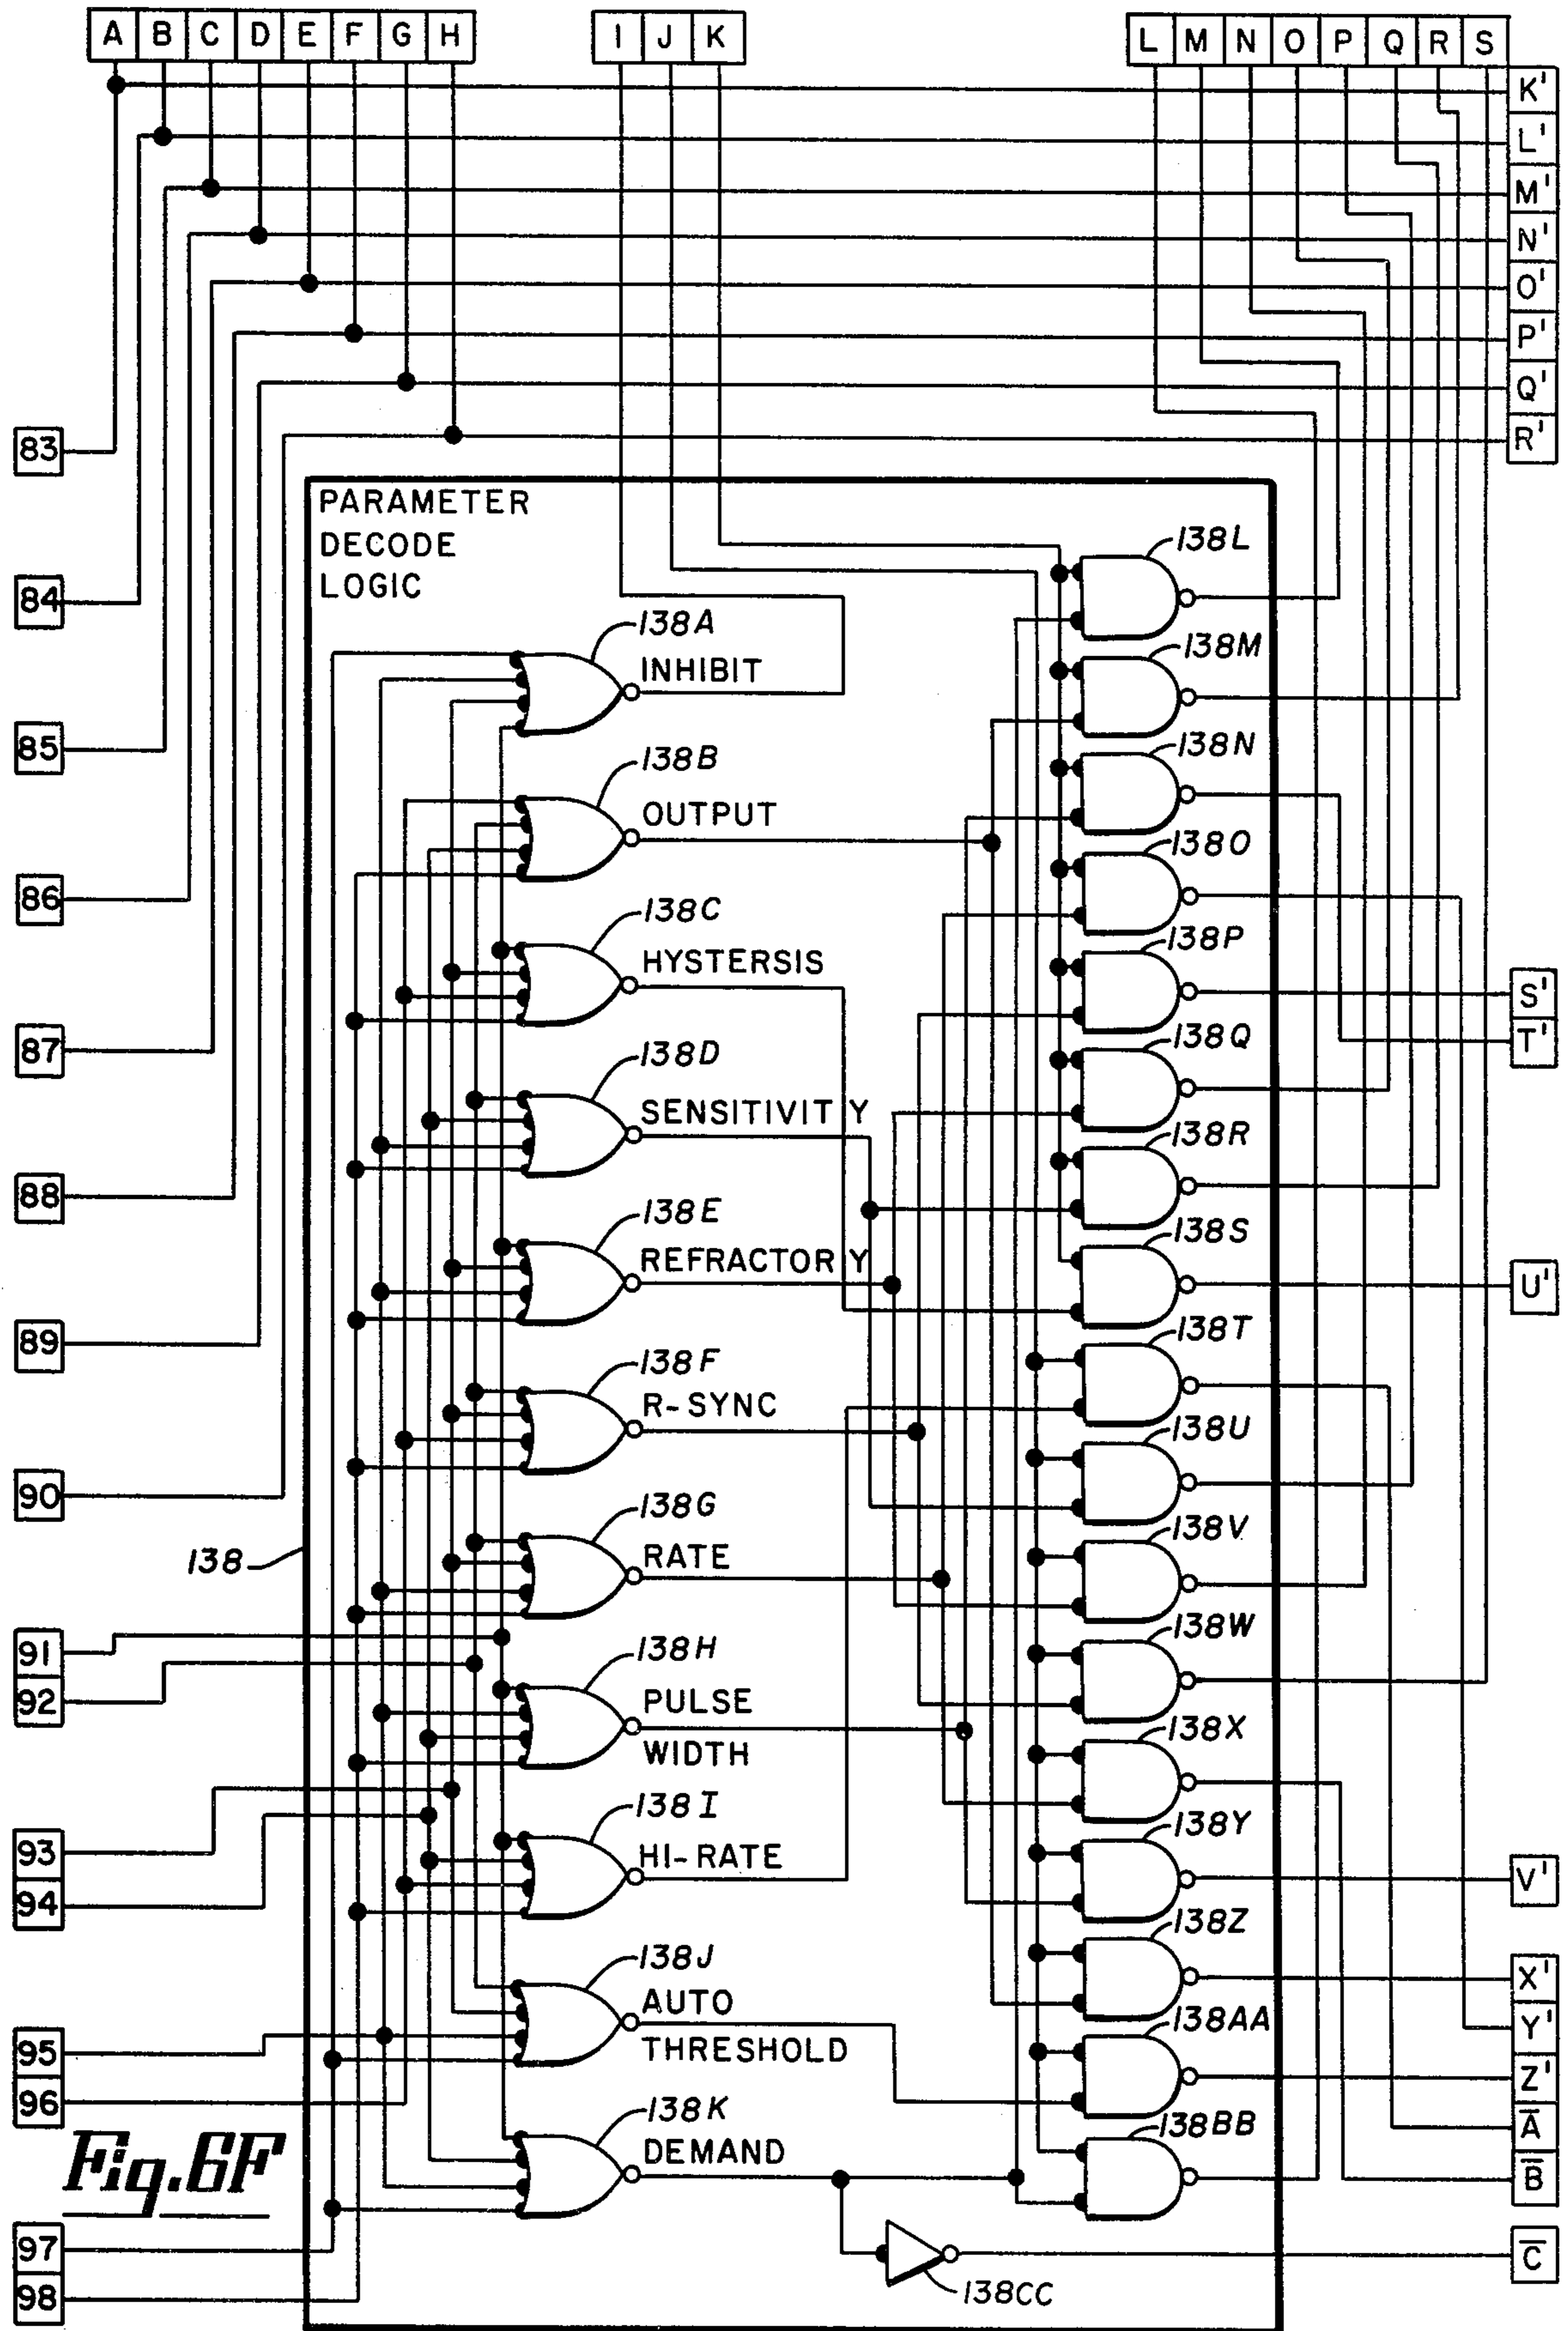 A B C D E F G H
I J K
L M N O P Q R S
K'
L'
M'
N'
O'
P'
Q'
R'
83
84
85
86
87
88
89
90
91
92
93
94
95
96
97
98
PARAMETER
DECODE
LOGIC
138
138A
INHIBIT
138B
OUTPUT
138C
HYSTERSIS
138D
SENSITIVITY
138E
REFRACTORY
138F
R-SYNC
138G
RATE
138H
PULSE
WIDTH
138I
HI-RATE
138J
AUTO
THRESHOLD
138K
DEMAND
138L
138M
138N
138O
138P
138Q
138R
138S
138T
138U
138V
138W
138X
138Y
138Z
138AA
138BB
138CC
S'
T'
U'
V'
X'
Y'
Z'
A̅
B̅
C̅
Fig. 6F